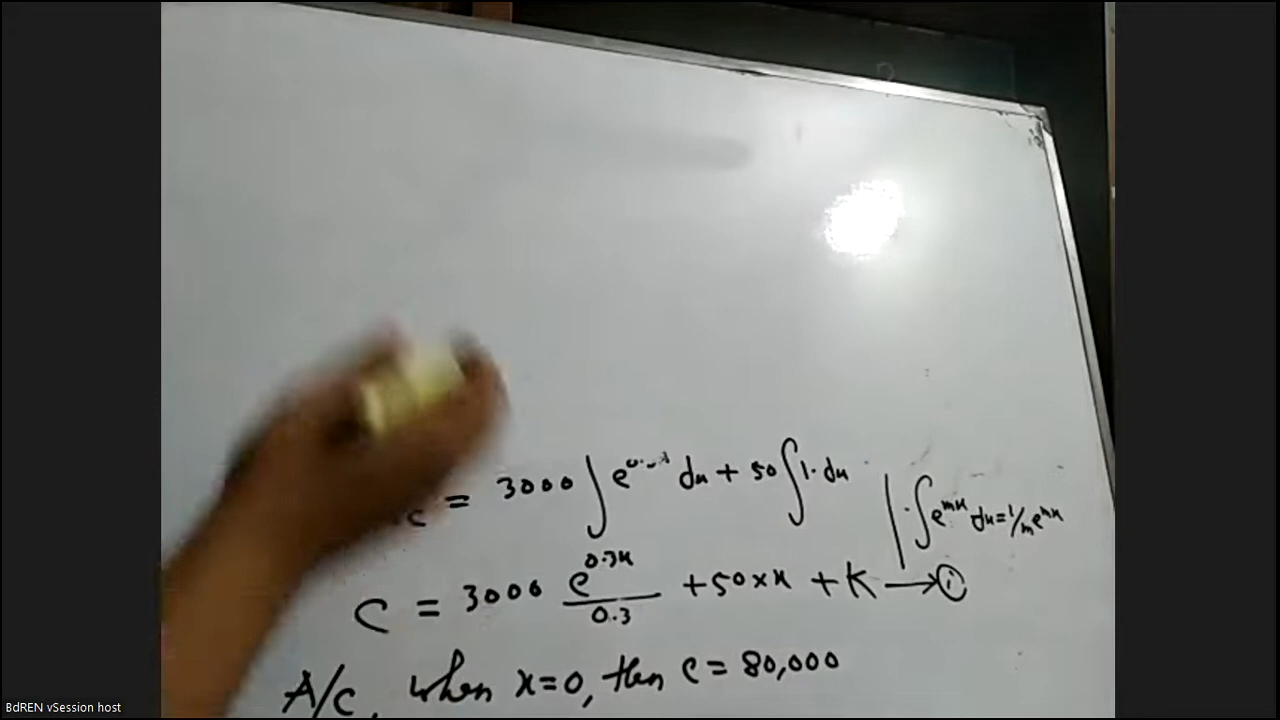 c = 3000 ∫ e dx + 50 ∫ 1. dx
∫ e^mx dx = 1/m e^mx
C = 3000 e^0.3x / 0.3 + 50 × x + K → ①
A/C, when x=0, then c = 80,000
BdREN vSession host